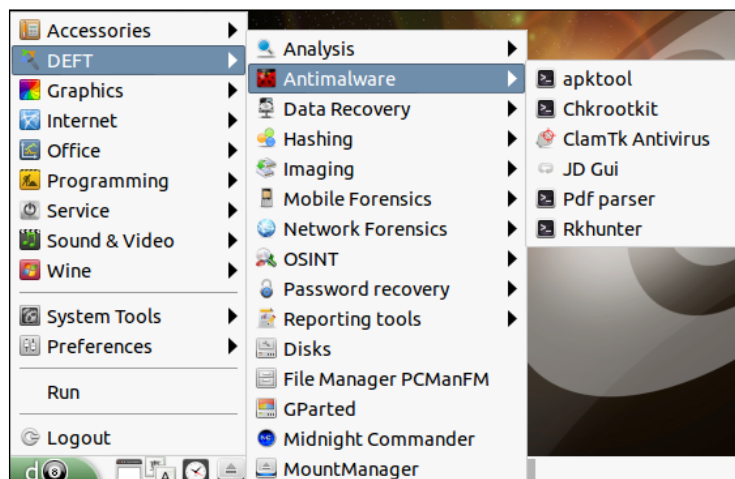 Accessories
DEFT
Graphics
Internet
Office
Programming
Service
Sound & Video
Wine
System Tools
Preferences
Run
Logout
Analysis
Antimalware
Data Recovery
Hashing
Imaging
Mobile Forensics
Network Forensics
OSINT
Password recovery
Reporting tools
Disks
File Manager PCManFM
GParted
Midnight Commander
MountManager
apktool
Chkrootkit
ClamTk Antivirus
JD Gui
Pdf parser
Rkhunter
d8